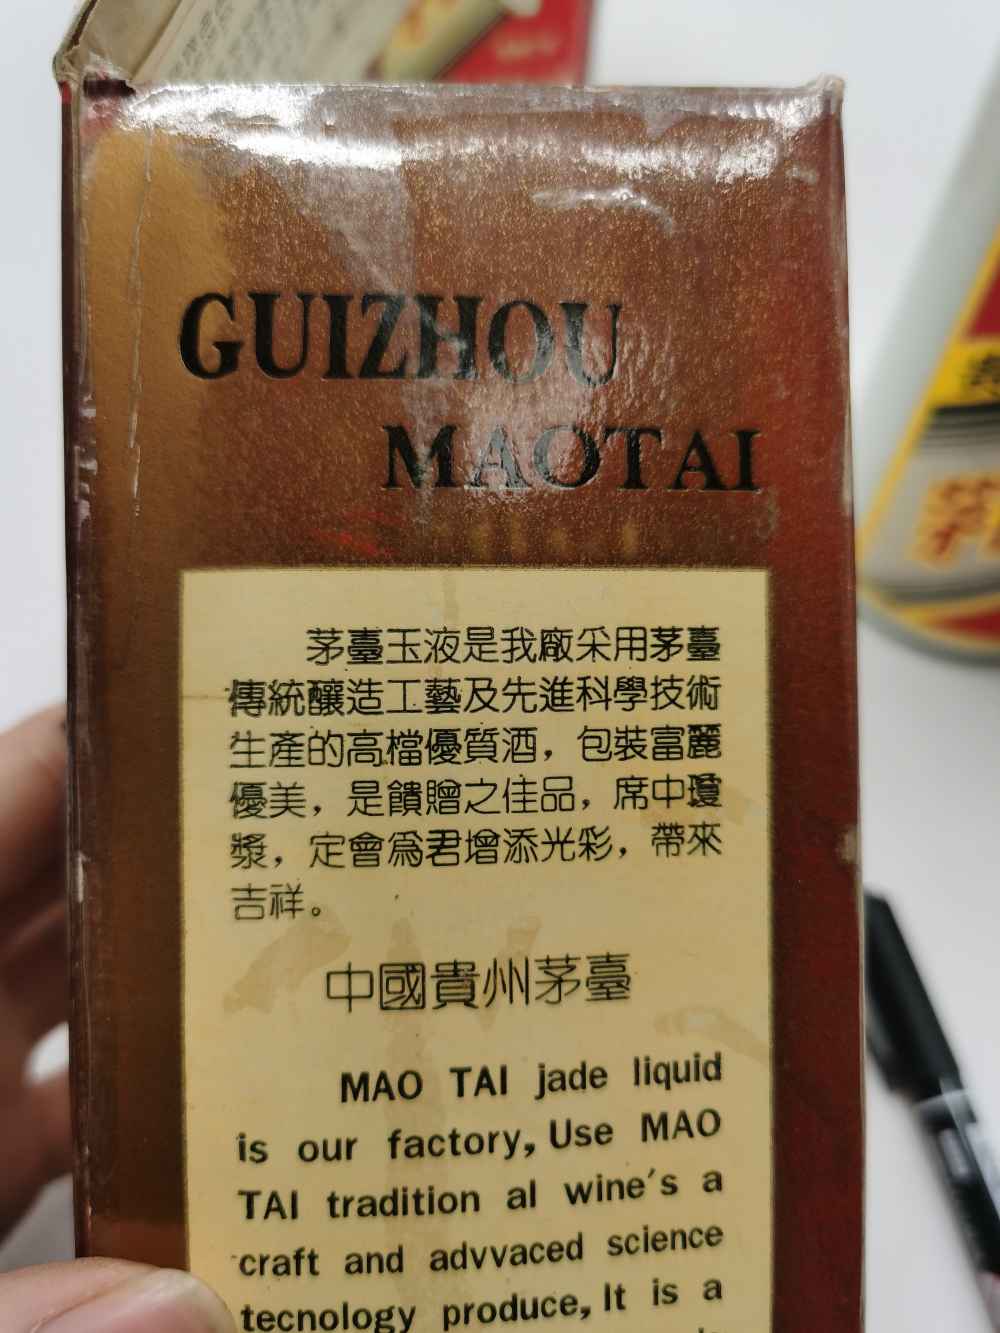 GUIZHOU
MAOTAI
茅臺玉液是我廠采用茅臺
傳統釀造工藝及先進科學技術
生產的高檔優質酒，包裝富麗
優美，是饋贈之佳品，席中瓊
漿，定會爲君增添光彩，帶來
吉祥。
中國貴州茅臺
MAO TAI jade liquid
is our factory, Use MAO
TAI tradition al wine's a
craft and advvaced science
tecnology produce, It is a